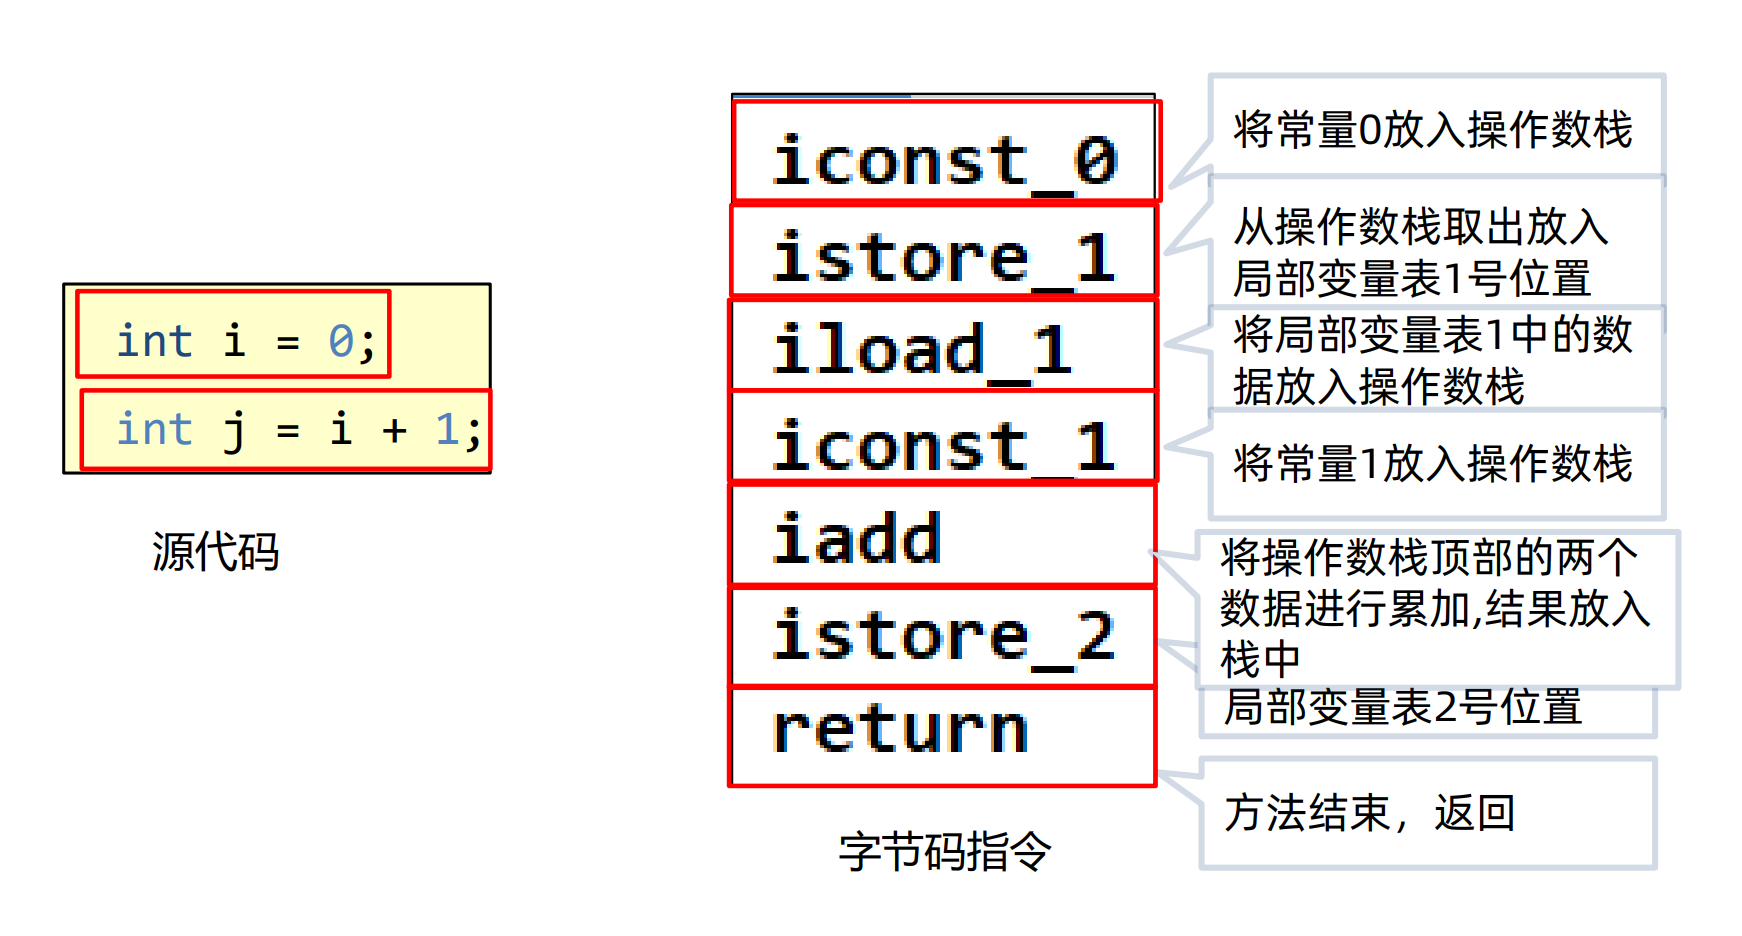 int i = 0;
int j = i + 1;
源代码
iconst_0
istore_1
iload_1
iconst_1
iadd
istore_2
return
字节码指令
将常量0放入操作数栈
从操作数栈取出放入
局部变量表1号位置
将局部变量表1中的数
据放入操作数栈
将常量1放入操作数栈
将操作数栈顶部的两个
数据进行累加,结果放入
栈中
局部变量表2号位置
方法结束，返回